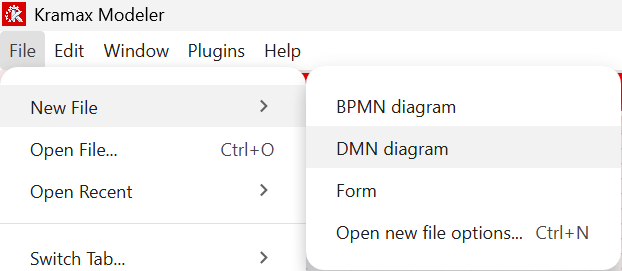 Kramax Modeler
File Edit Window Plugins Help
New File
Open File... Ctrl+O
Open Recent
Switch Tab...
BPMN diagram
DMN diagram
Form
Open new file options... Ctrl+N